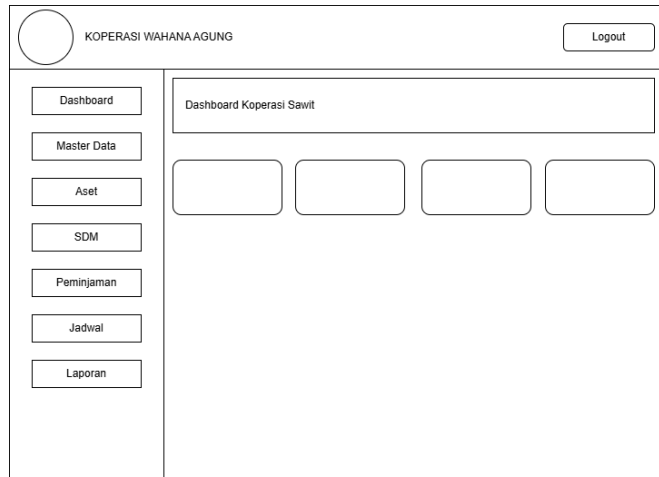 KOPERASI WAHANA AGUNG
Logout
Dashboard
Master Data
Aset
SDM
Peminjaman
Jadwal
Laporan
Dashboard Koperasi Sawit